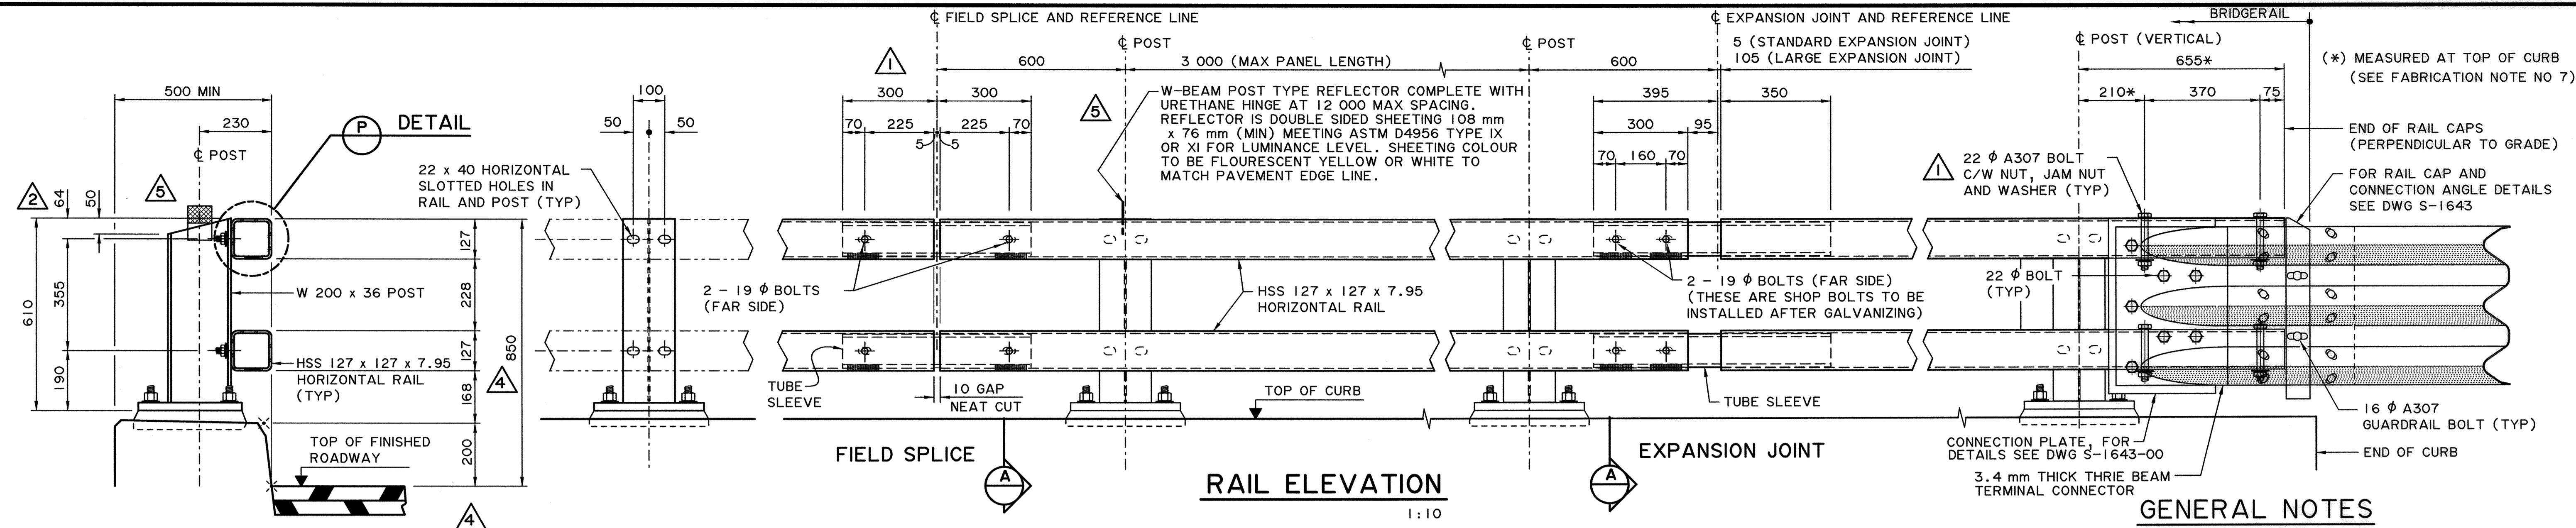 ℄ FIELD SPLICE AND REFERENCE LINE
℄ EXPANSION JOINT AND REFERENCE LINE
BRIDGERAIL
℄ POST
℄ POST
5 (STANDARD EXPANSION JOINT)
105 (LARGE EXPANSION JOINT)
℄ POST (VERTICAL)
(*) MEASURED AT TOP OF CURB
(SEE FABRICATION NOTE NO 7)
1
600
3 000 (MAX PANEL LENGTH)
600
655*
500 MIN
230
℄ POST
P
DETAIL
100
50
50
300
300
70
225
225
70
5
5
5
W-BEAM POST TYPE REFLECTOR COMPLETE WITH
URETHANE HINGE AT 12 000 MAX SPACING.
REFLECTOR IS DOUBLE SIDED SHEETING 108 mm
x 76 mm (MIN) MEETING ASTM D4956 TYPE IX
OR XI FOR LUMINANCE LEVEL. SHEETING COLOUR
TO BE FLOURESCENT YELLOW OR WHITE TO
MATCH PAVEMENT EDGE LINE.
395
350
300
95
70
160
70
210*
370
75
END OF RAIL CAPS
(PERPENDICULAR TO GRADE)
1
22 ϕ A307 BOLT
C/W NUT, JAM NUT
AND WASHER (TYP)
FOR RAIL CAP AND
CONNECTION ANGLE DETAILS
SEE DWG S-1643
2
64
50
5
22 x 40 HORIZONTAL
SLOTTED HOLES IN
RAIL AND POST (TYP)
127
228
127
168
200
850
4
610
355
190
W 200 x 36 POST
HSS 127 x 127 x 7.95
HORIZONTAL RAIL
(TYP)
2 - 19 ϕ BOLTS
(FAR SIDE)
HSS 127 x 127 x 7.95
HORIZONTAL RAIL
2 - 19 ϕ BOLTS (FAR SIDE)
(THESE ARE SHOP BOLTS TO BE
INSTALLED AFTER GALVANIZING)
22 ϕ BOLT
(TYP)
TUBE
SLEEVE
10 GAP
NEAT CUT
TOP OF CURB
TUBE SLEEVE
16 ϕ A307
GUARDRAIL BOLT (TYP)
TOP OF FINISHED
ROADWAY
4
FIELD SPLICE
A
RAIL ELEVATION
1:10
A
EXPANSION JOINT
CONNECTION PLATE, FOR
DETAILS SEE DWG S-1643-00
3.4 mm THICK THRIE BEAM
TERMINAL CONNECTOR
END OF CURB
GENERAL NOTES